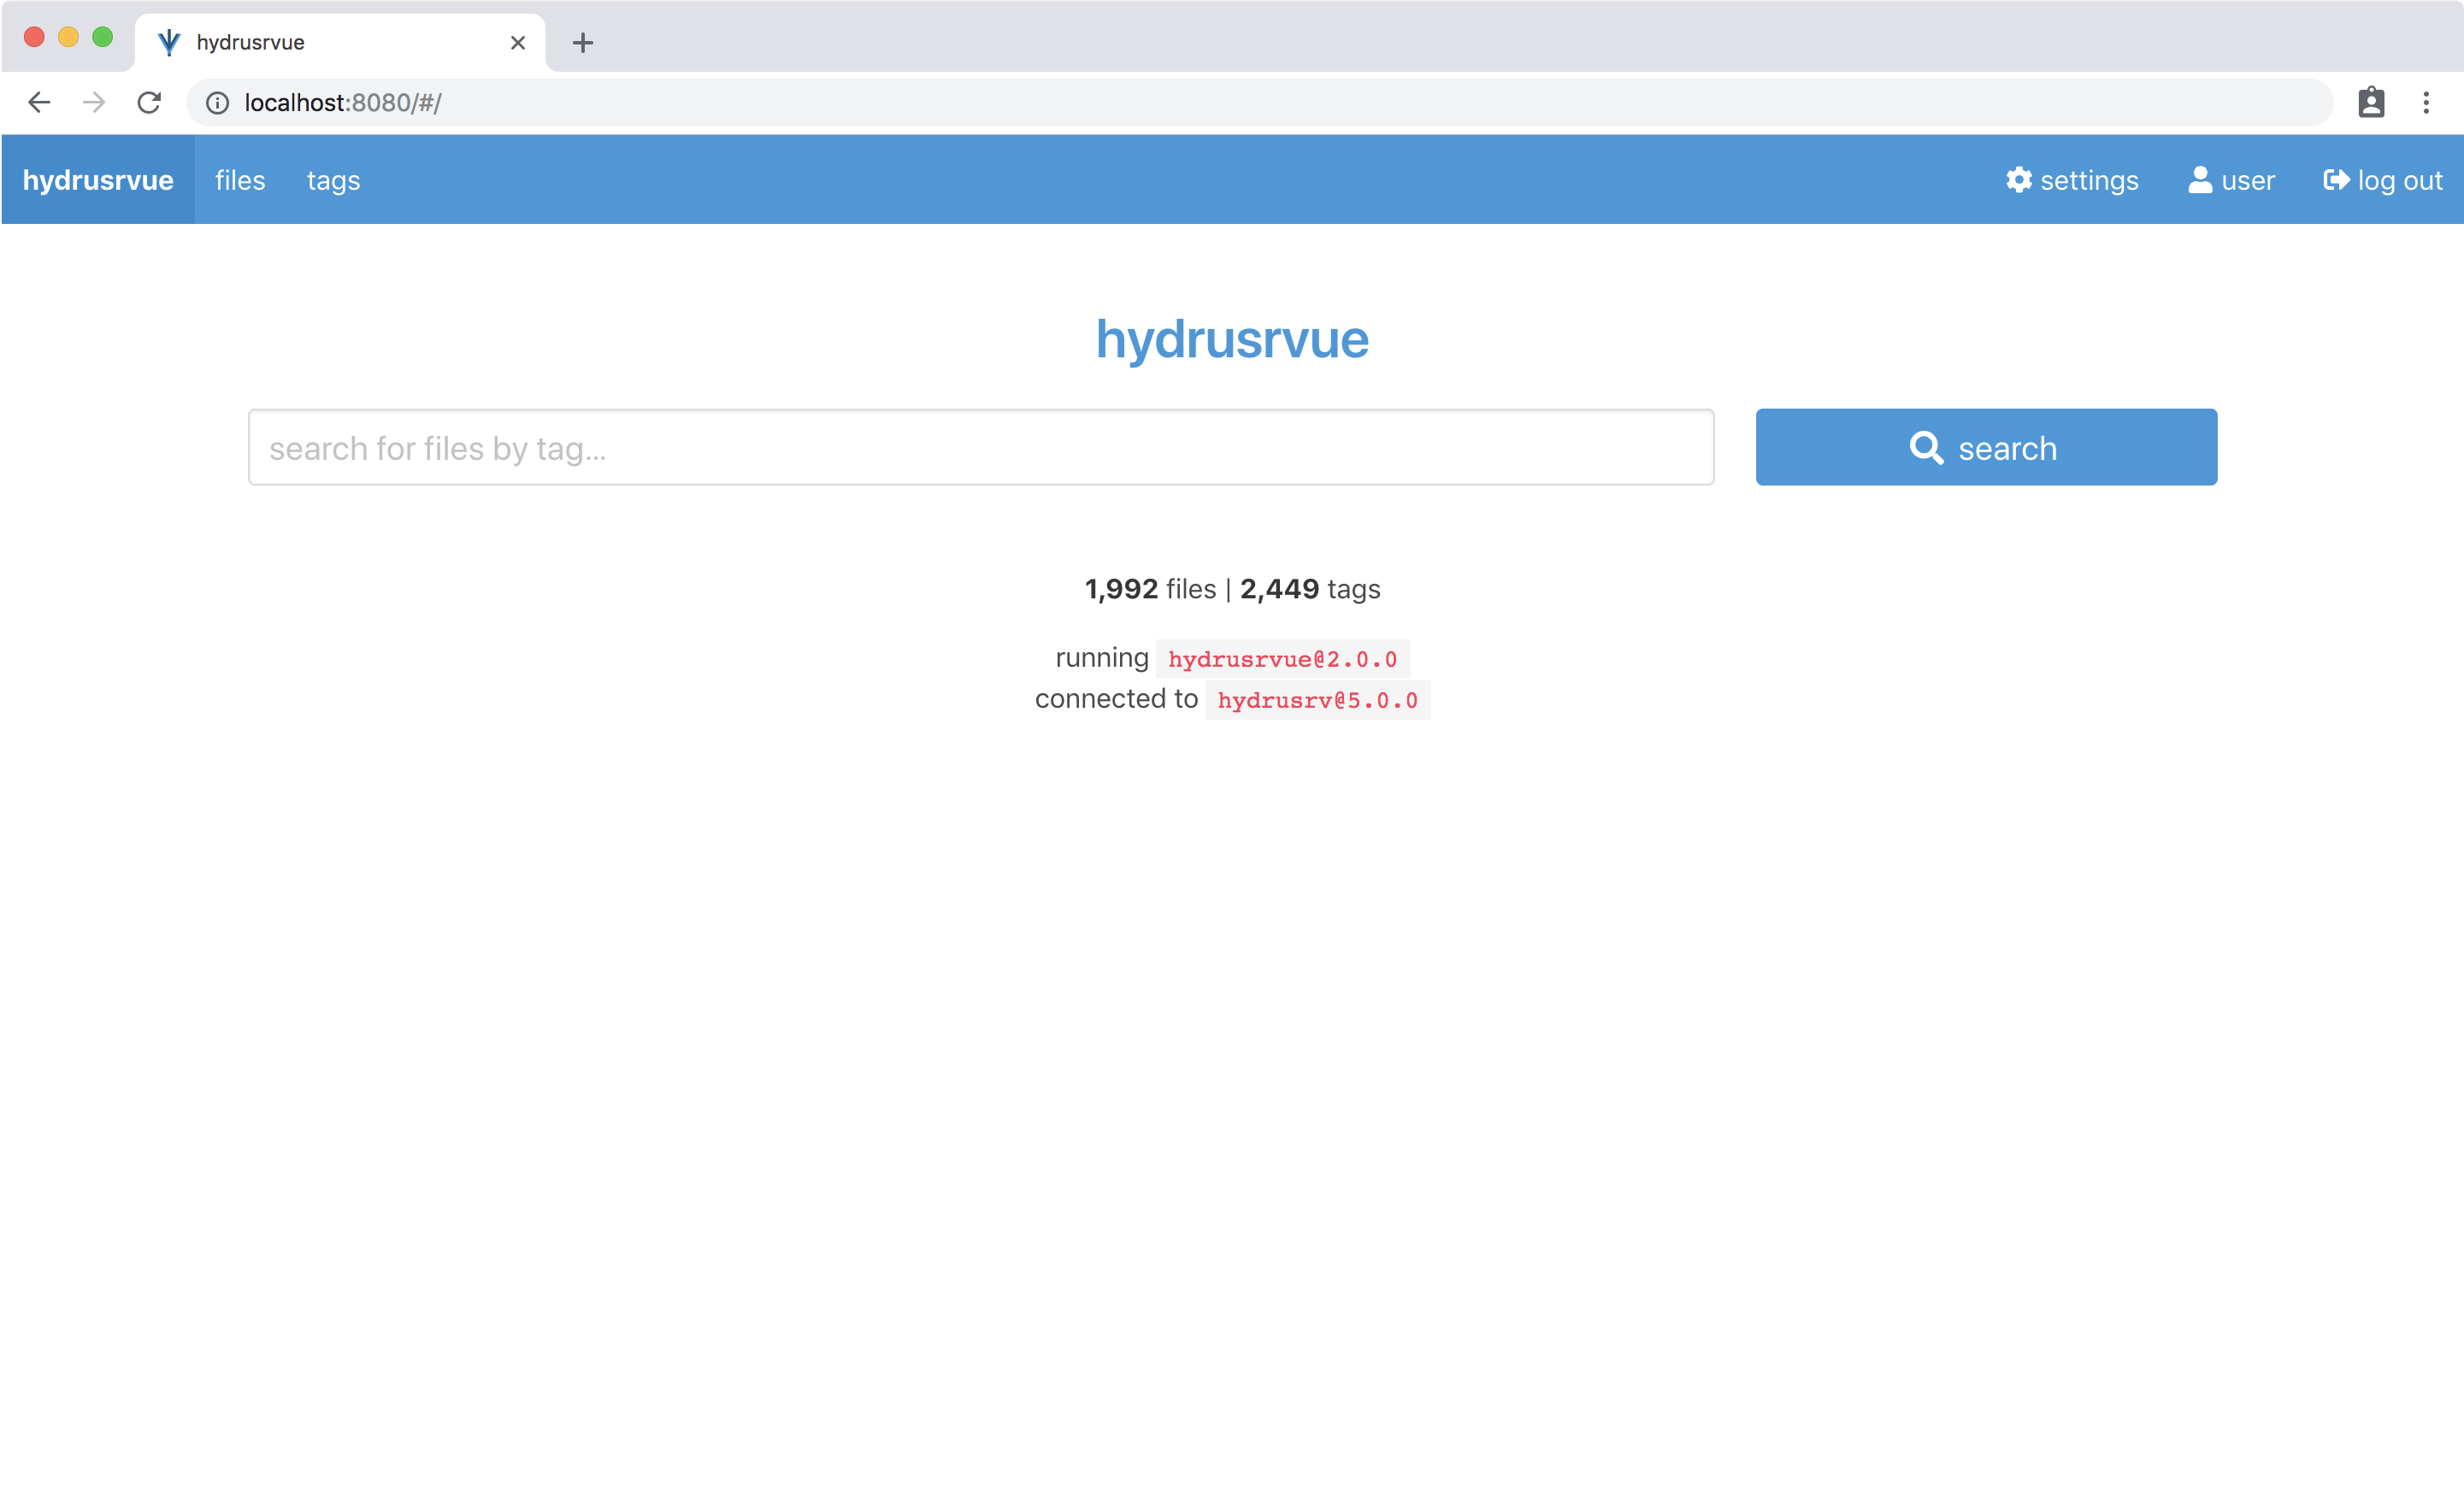 hydrusrvue
localhost:8080/#/
hydrusrvue files tags settings user log out
hydrusrvue
search for files by tag... search
1,992 files | 2,449 tags
running hydrusrvue@2.0.0
connected to hydrusrv@5.0.0